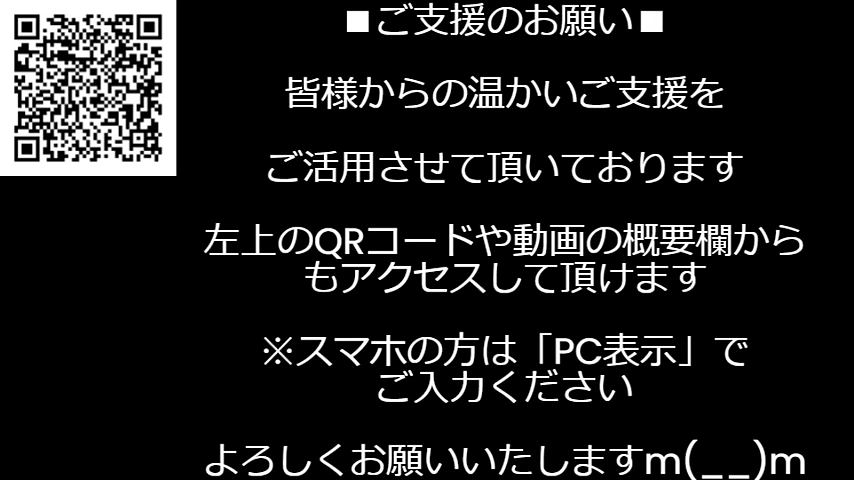 ■ご支援のお願い■
皆様からの温かいご支援を
ご活用させて頂いております
左上のQRコードや動画の概要欄から
もアクセスして頂けます
※スマホの方は「PC表示」で
ご入力ください
よろしくお願いいたしますm(__)m